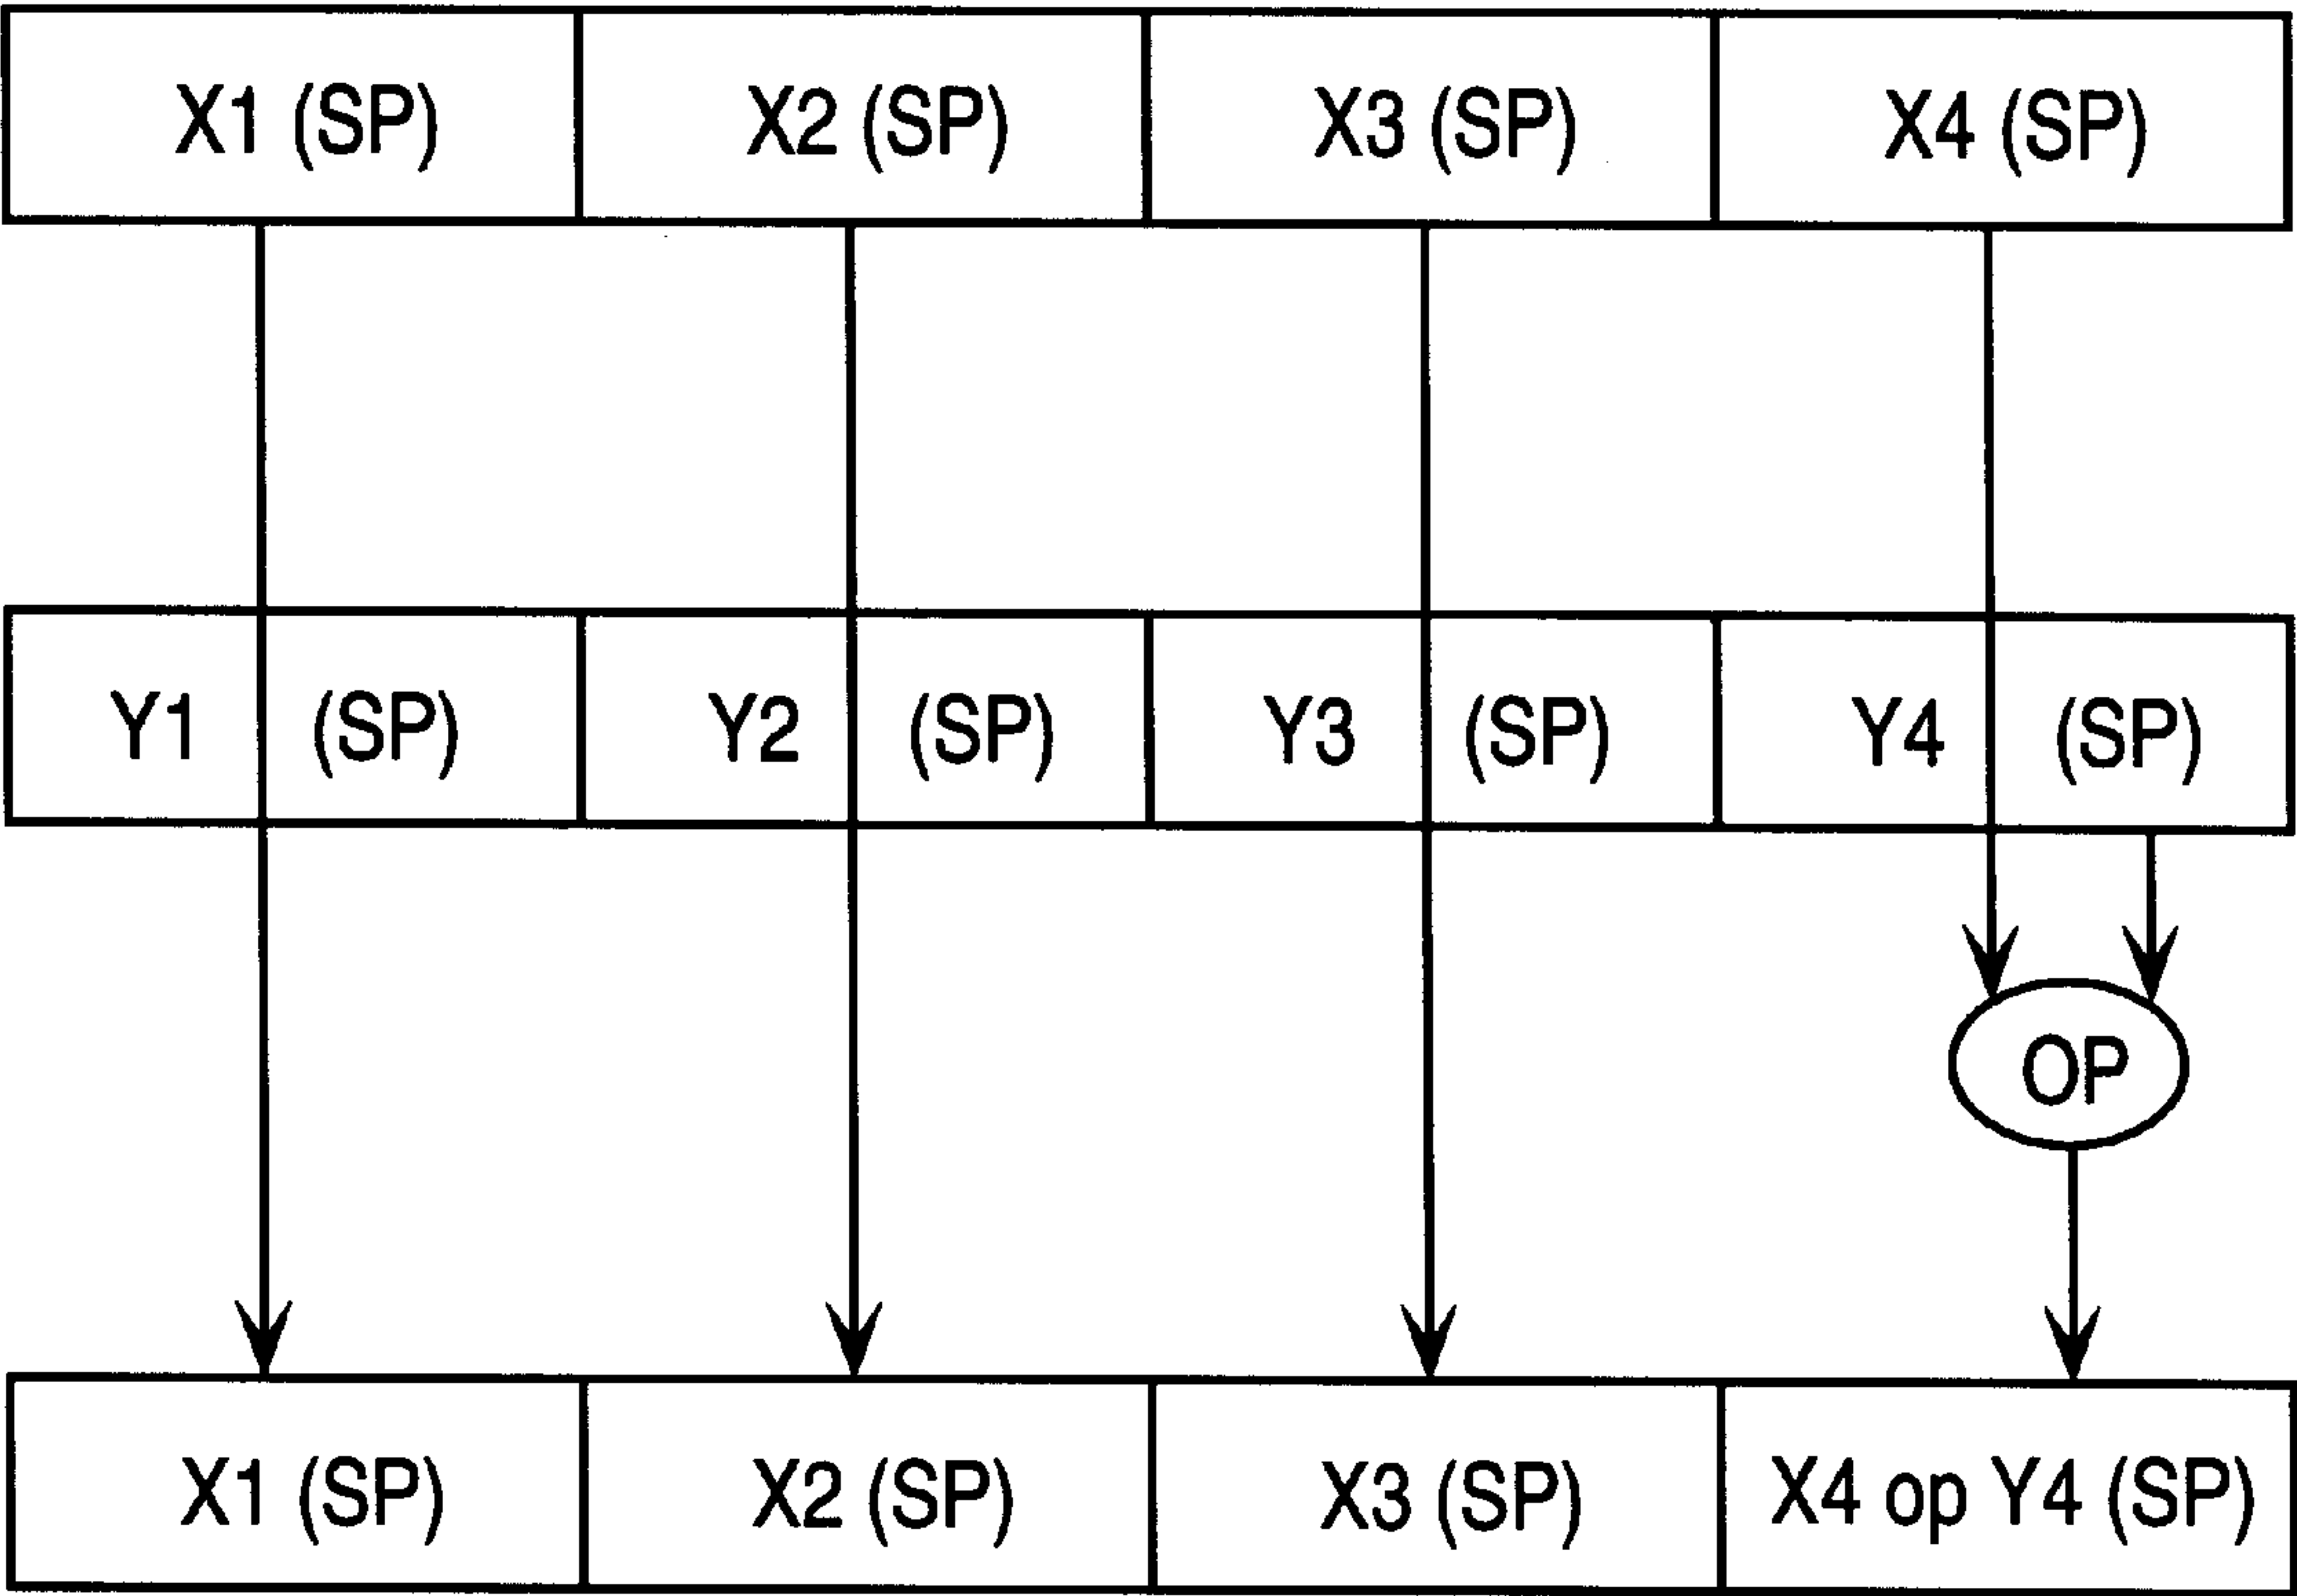 X1 (SP) X2 (SP) X3 (SP) X4 (SP)
Y1 (SP) Y2 (SP) Y3 (SP) Y4 (SP)
OP
X1 (SP) X2 (SP) X3 (SP) X4 op Y4 (SP)